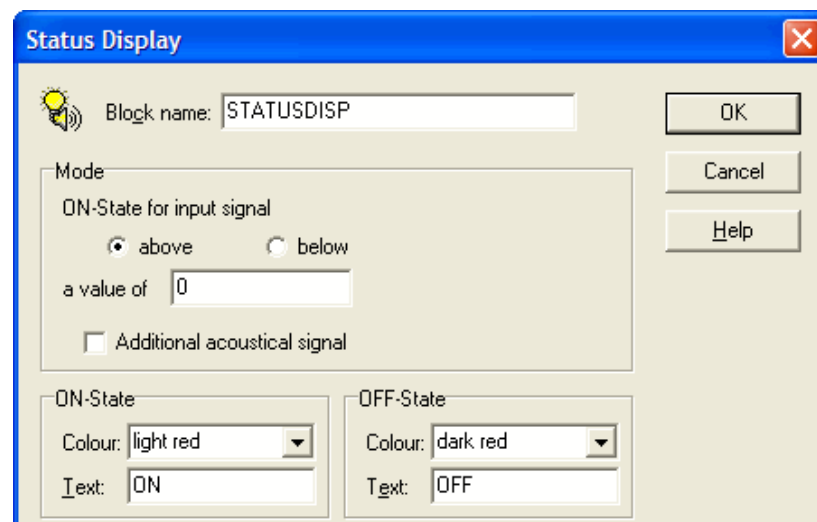 Status Display
Block name: STATUSDISP
OK
Mode
Cancel
ON-State for input signal
above below
Help
a value of 0
Additional acoustical signal
ON-State
OFF-State
Colour: light red
Colour: dark red
Text: ON
Text: OFF